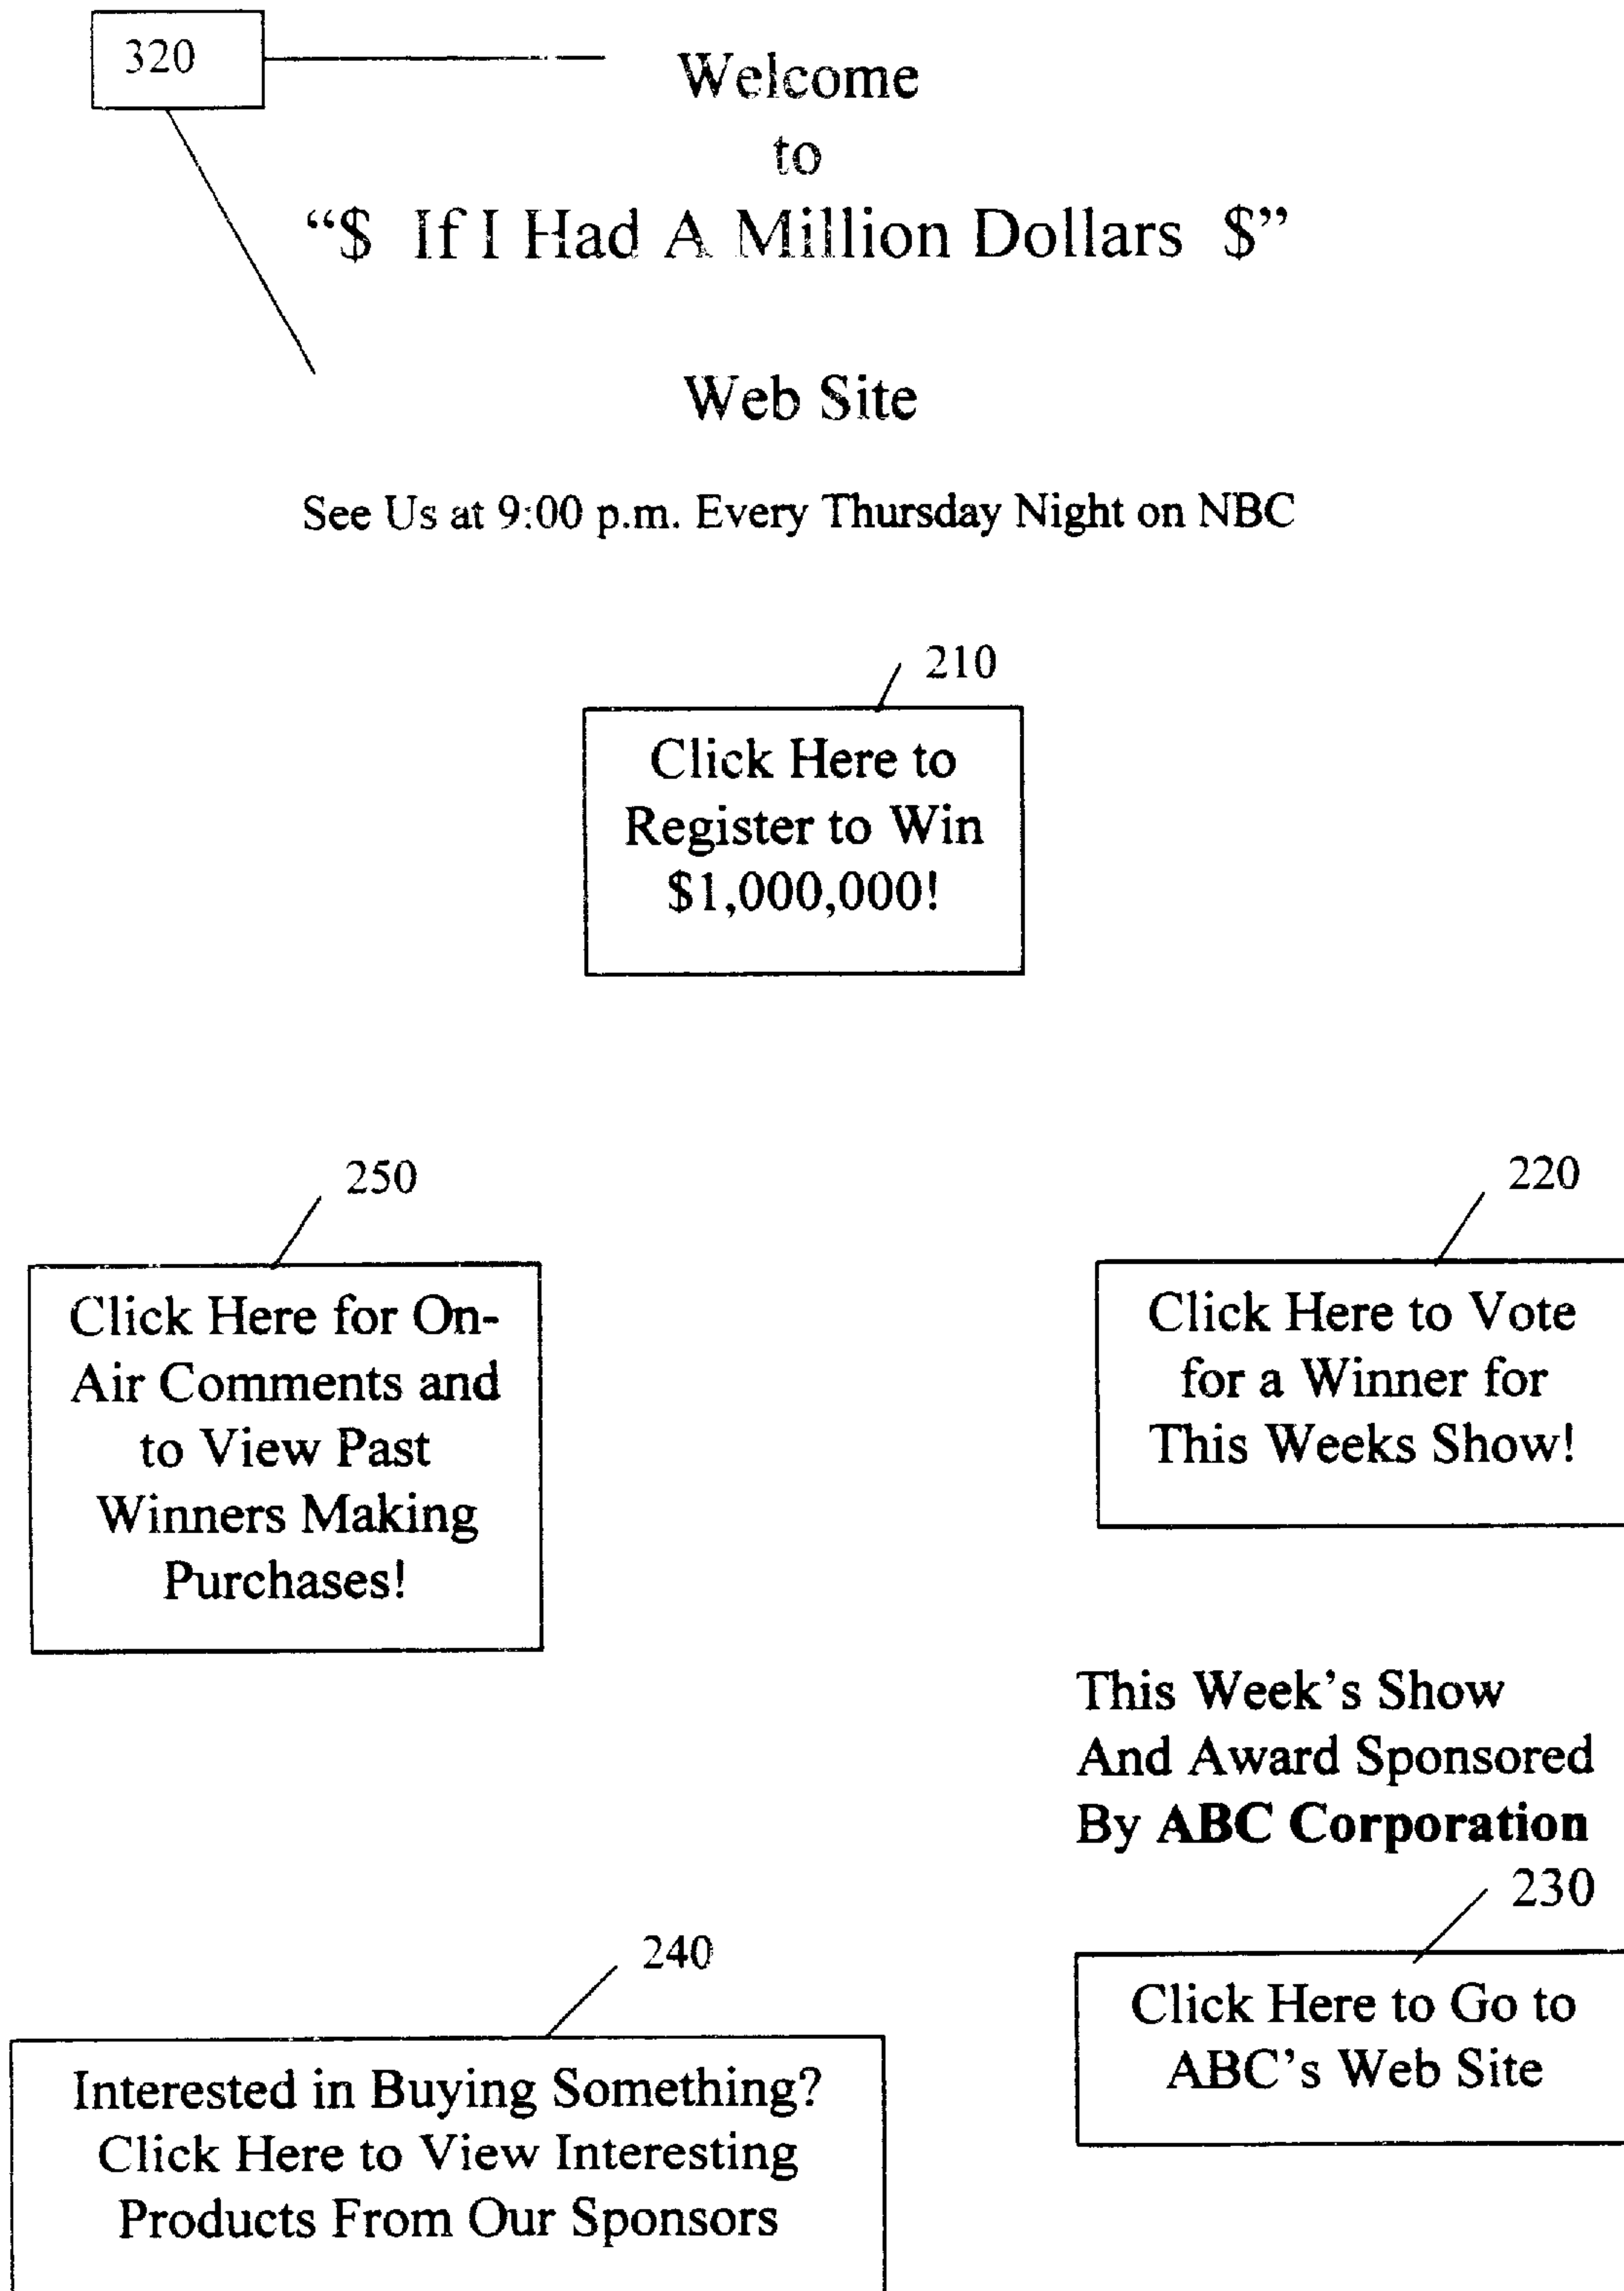 320
Welcome
to
“$ If I Had A Million Dollars $”
Web Site
See Us at 9:00 p.m. Every Thursday Night on NBC
210
Click Here to
Register to Win
$1,000,000!
250
Click Here for On-
Air Comments and
to View Past
Winners Making
Purchases!
220
Click Here to Vote
for a Winner for
This Weeks Show!
This Week’s Show
And Award Sponsored
By ABC Corporation
230
Click Here to Go to
ABC’s Web Site
240
Interested in Buying Something?
Click Here to View Interesting
Products From Our Sponsors